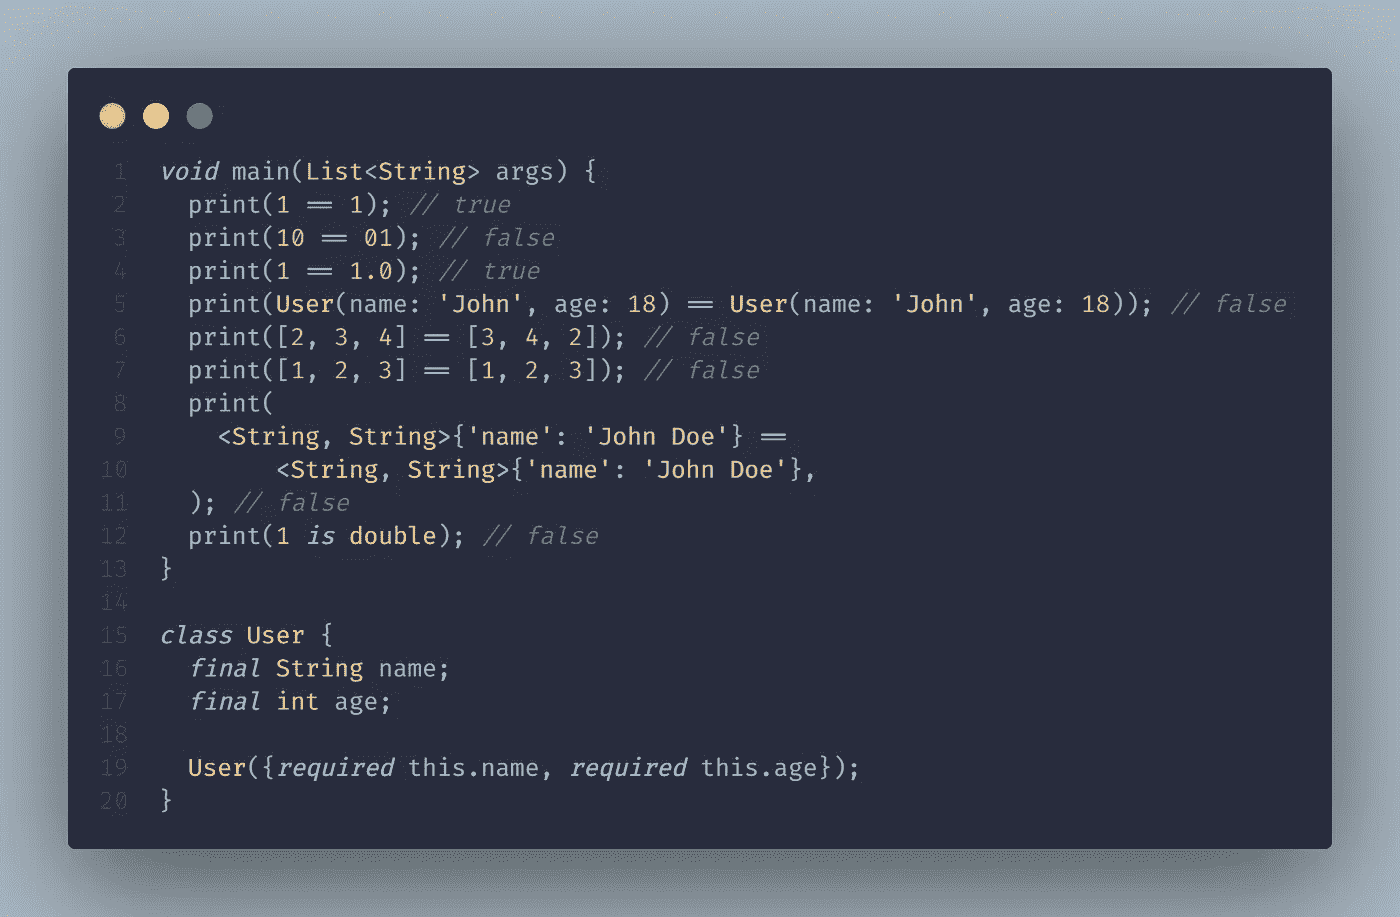 1 void main(List<String> args) {
2 print(1 == 1); // true
3 print(10 == 01); // false
4 print(1 == 1.0); // true
5 print(User(name: 'John', age: 18) == User(name: 'John', age: 18)); // false
6 print([2, 3, 4] == [3, 4, 2]); // false
7 print([1, 2, 3] == [1, 2, 3]); // false
8 print(
9 <String, String>{'name': 'John Doe'} ==
10 <String, String>{'name': 'John Doe'},
11 ); // false
12 print(1 is double); // false
13 }
14
15 class User {
16 final String name;
17 final int age;
18
19 User({required this.name, required this.age});
20 }